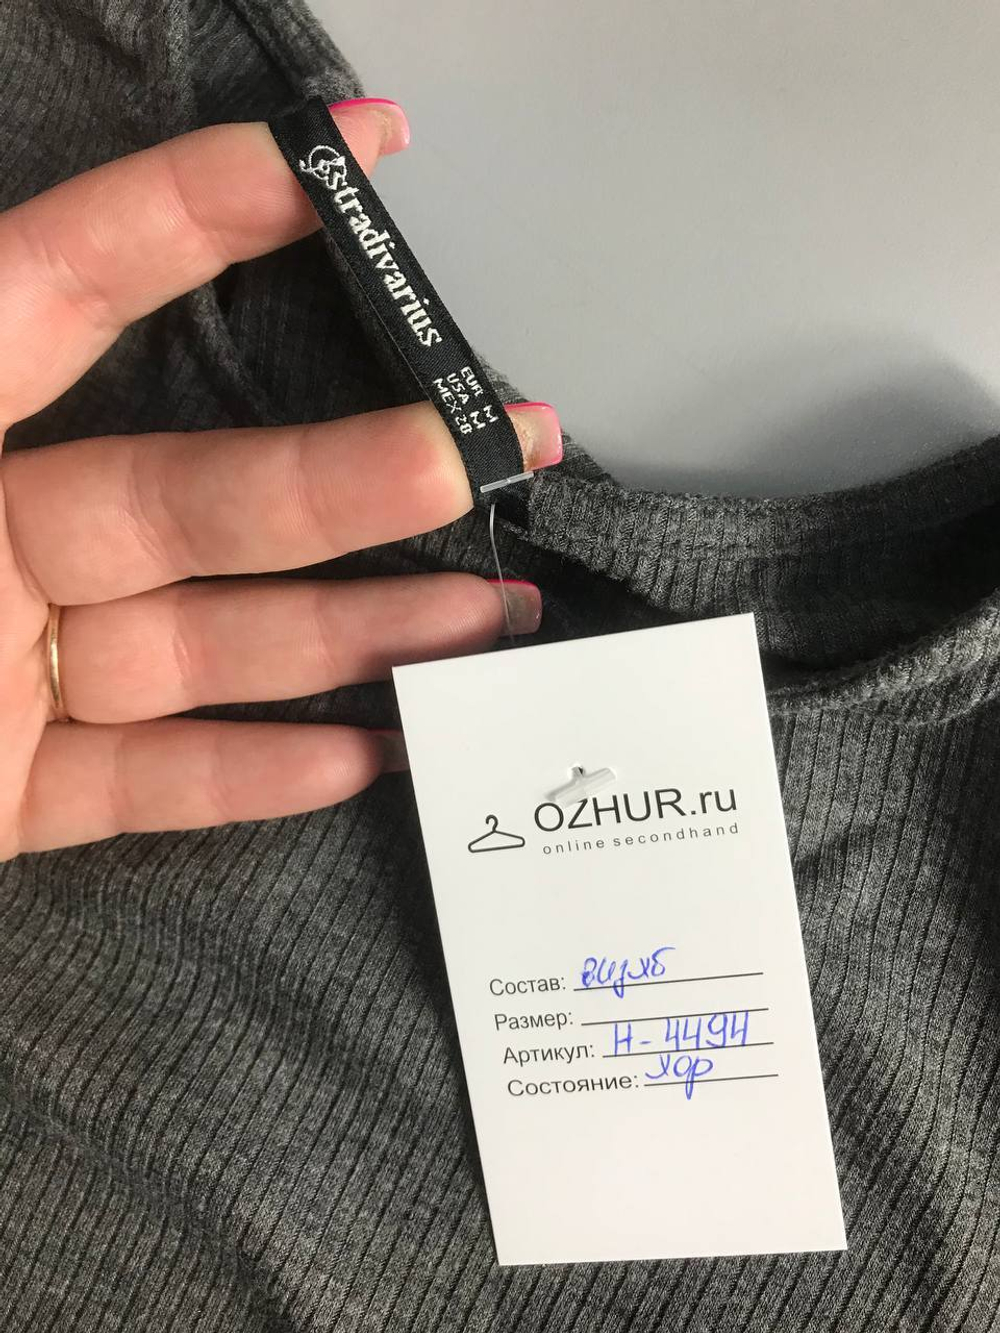 stradivarius
EUR M
USA M
MEX 28
OZHUR.ru
online secondhand
Состав: виз хб
Размер:
Артикул: Н-4494
Состояние: хор